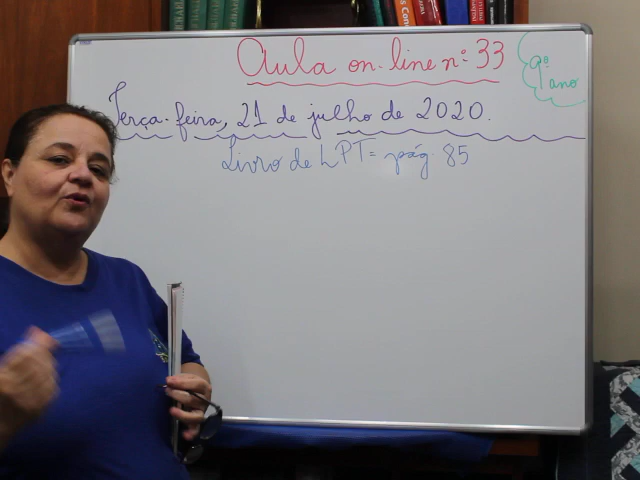 Aula on-line nº 33
9º ano
Terça-feira, 21 de julho de 2020.
Livro de LPT = pág. 85